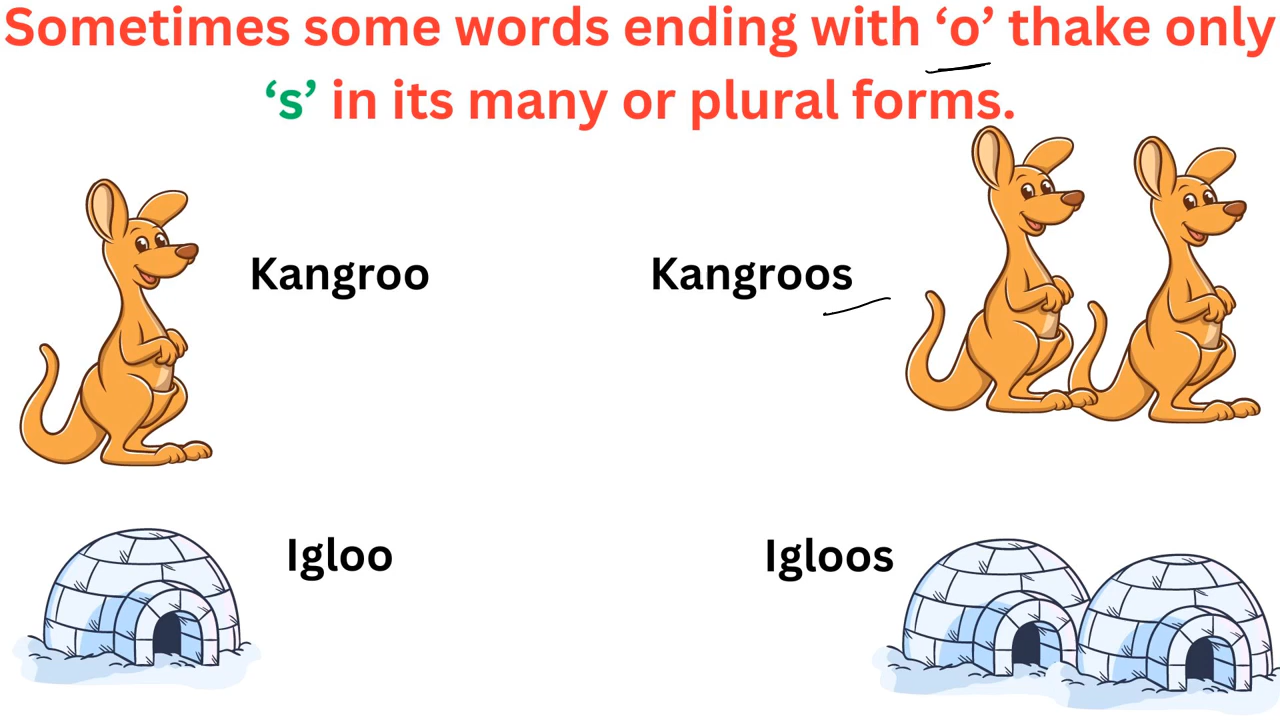 Sometimes some words ending with ‘o’ thake only
‘s’ in its many or plural forms.
Kangroo
Kangroos
Igloo
Igloos